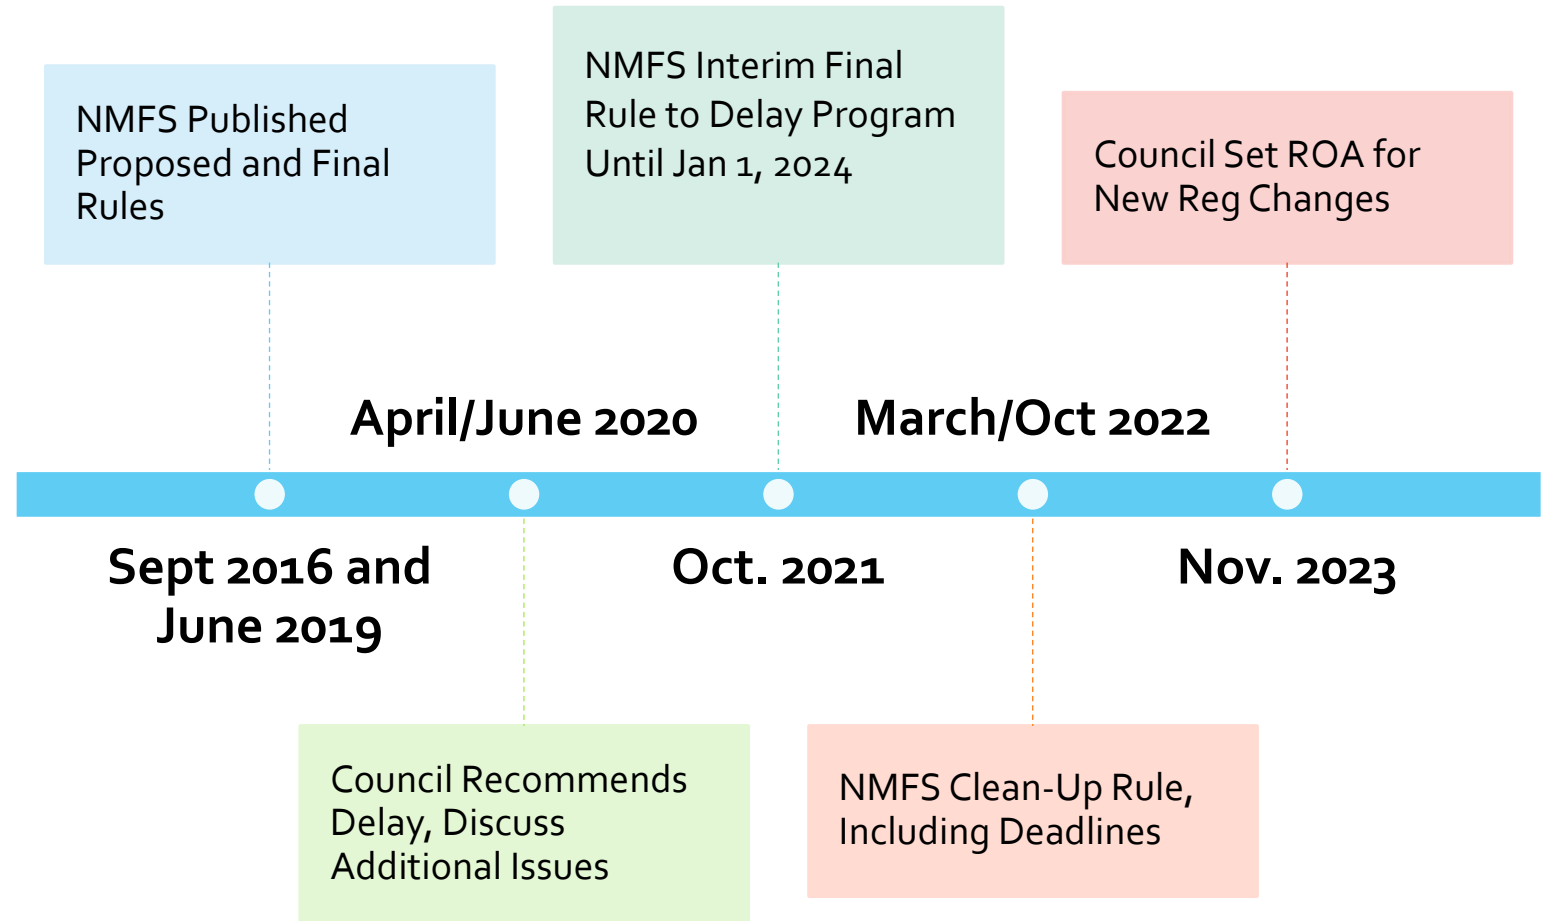 NMFS Published
Proposed and Final
Rules
NMFS Interim Final
Rule to Delay Program
Until Jan 1, 2024
Council Set ROA for
New Reg Changes
April/June 2020
March/Oct 2022
Sept 2016 and
June 2019
Oct. 2021
Nov. 2023
Council Recommends
Delay, Discuss
Additional Issues
NMFS Clean-Up Rule,
Including Deadlines